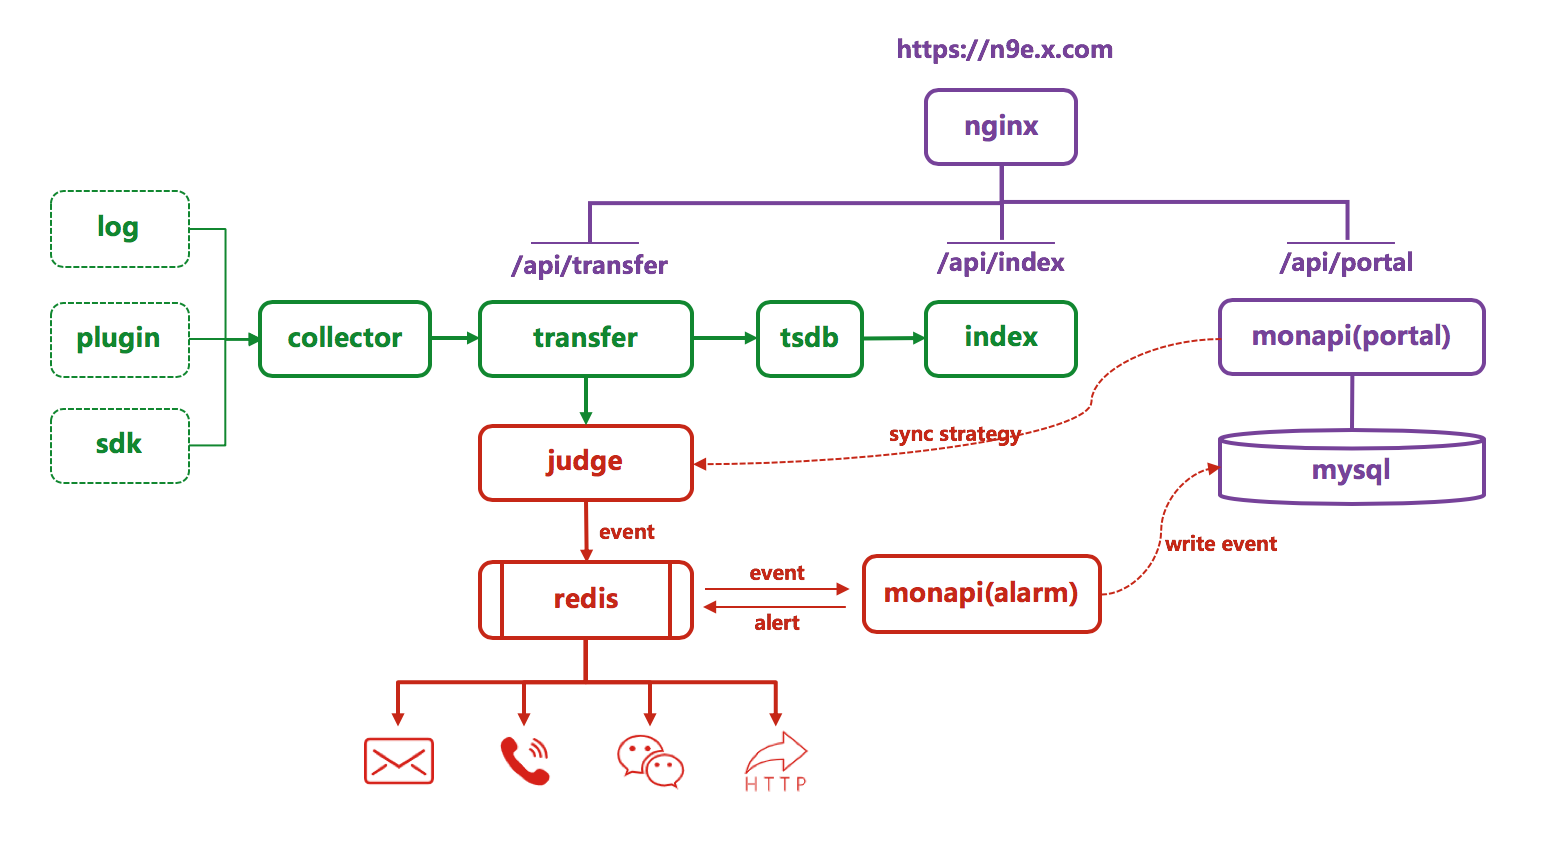 https://n9e.x.com
nginx
log
/api/transfer
/api/index
/api/portal
plugin
collector
transfer
tsdb
index
monapi(portal)
sdk
judge
sync strategy
mysql
event
write event
redis
event
alert
monapi(alarm)
HTTP